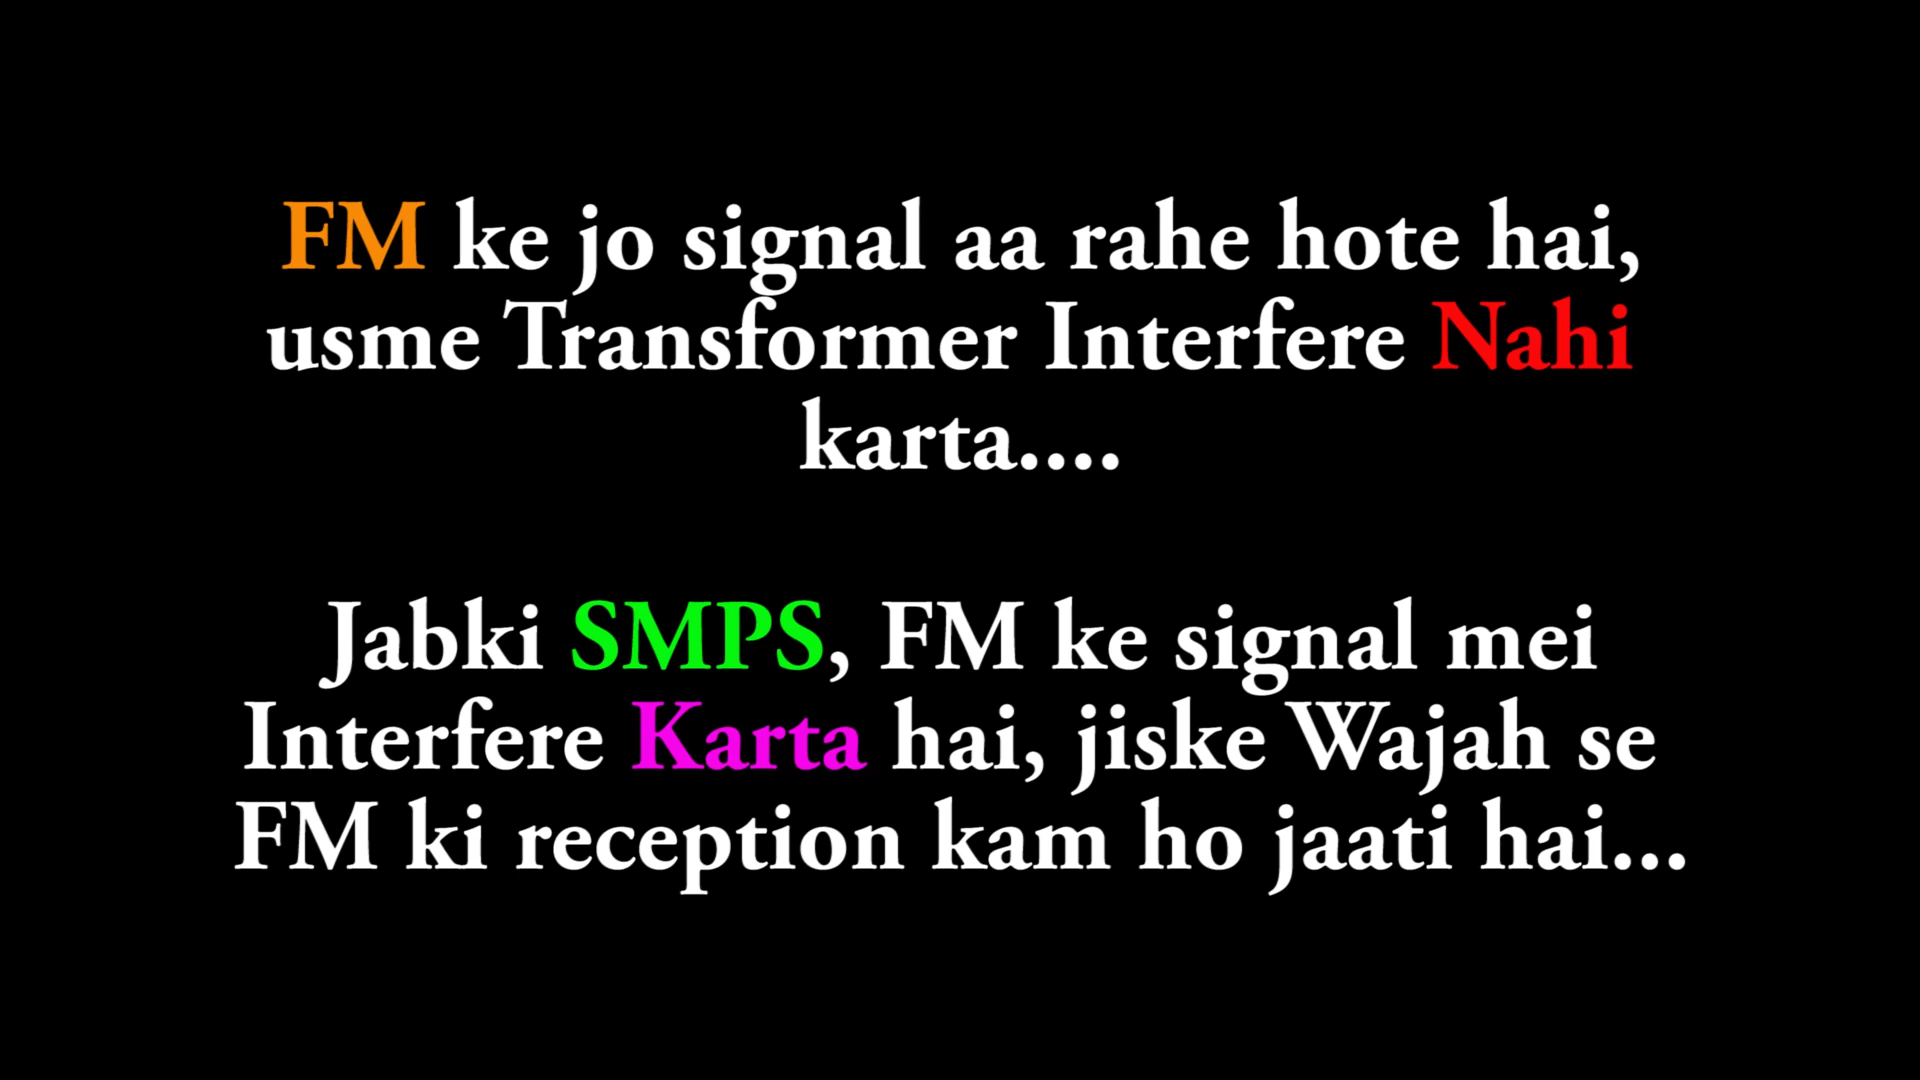 FM ke jo signal aa rahe hote hai,
usme Transformer Interfere Nahi
karta....
Jabki SMPS, FM ke signal mei
Interfere Karta hai, jiske Wajah se
FM ki reception kam ho jaati hai...